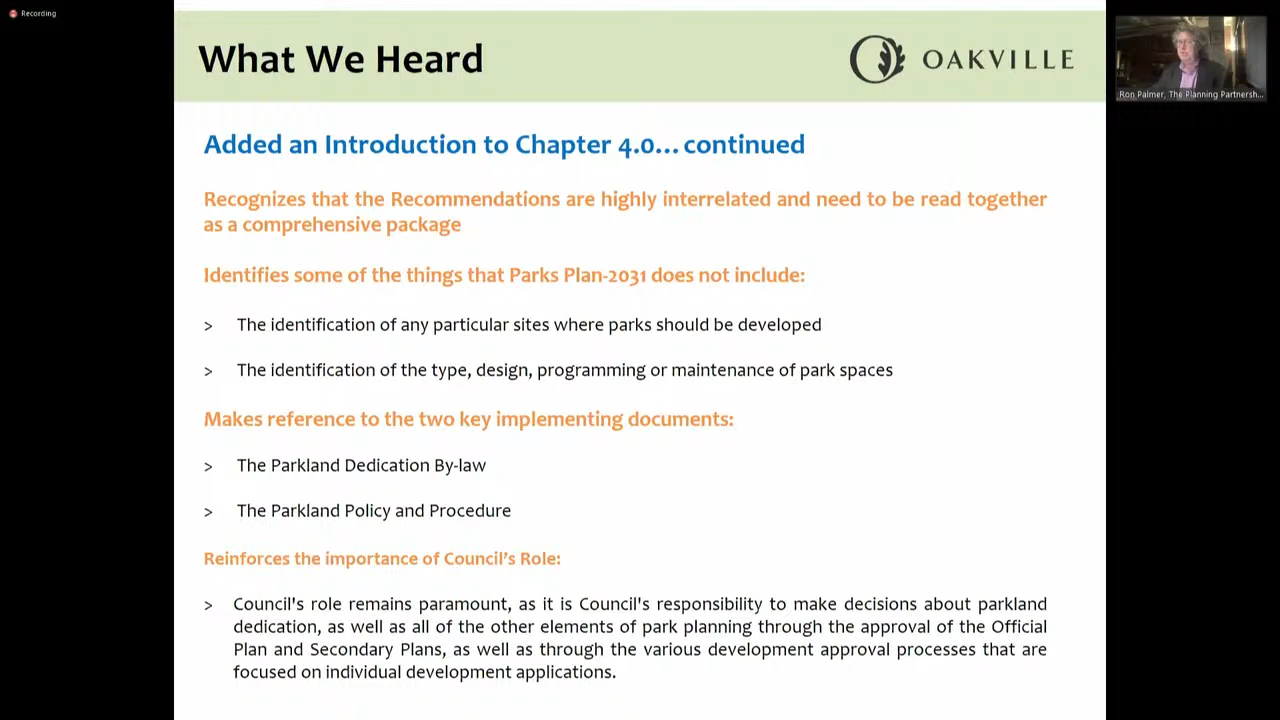 Recording
What We Heard
OAKVILLE
Ron Palmer, The Planning Partnersh...
Added an Introduction to Chapter 4.0... continued
Recognizes that the Recommendations are highly interrelated and need to be read together
as a comprehensive package
Identifies some of the things that Parks Plan-2031 does not include:
> The identification of any particular sites where parks should be developed
> The identification of the type, design, programming or maintenance of park spaces
Makes reference to the two key implementing documents:
> The Parkland Dedication By-law
> The Parkland Policy and Procedure
Reinforces the importance of Council’s Role:
> Council's role remains paramount, as it is Council's responsibility to make decisions about parkland
dedication, as well as all of the other elements of park planning through the approval of the Official
Plan and Secondary Plans, as well as through the various development approval processes that are
focused on individual development applications.